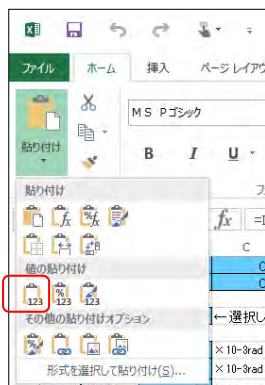 ファイル ホーム 挿入 ページレイアウ
貼り付け
MS Pゴシック
B I U
貼り付け
fx fx =I
C
値の貼り付け
123 % 123 123
その他の貼り付けオプション
←選択し
形式を選択して貼り付け(S)...
×10-3rad
×10-3rad